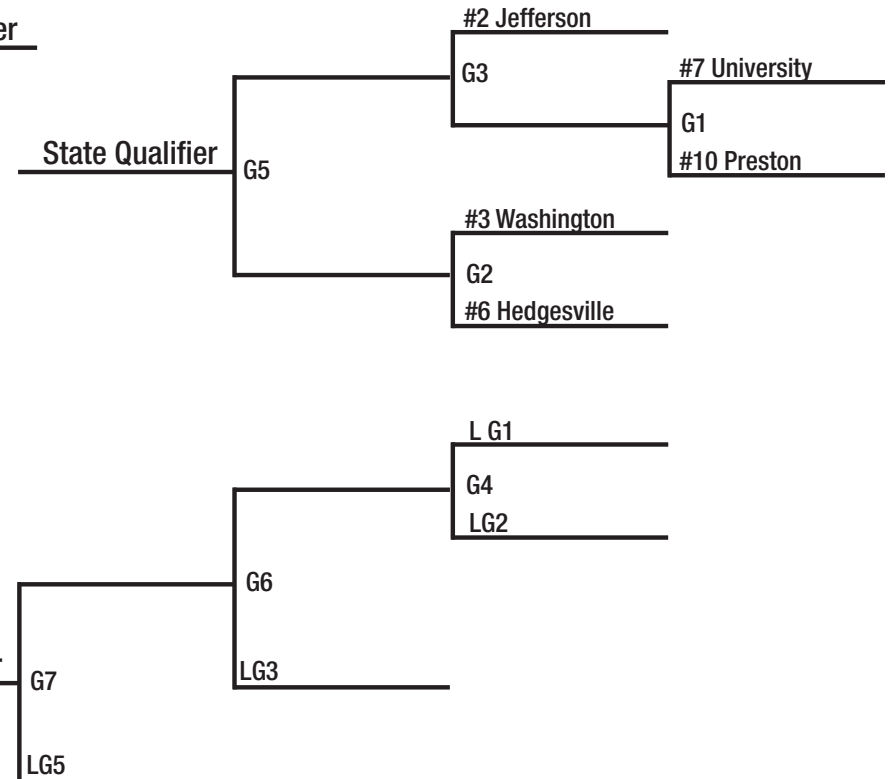 #2 Jefferson
G3
#7 University
G1
#10 Preston
State Qualifier
G5
#3 Washington
G2
#6 Hedgesville
L G1
G4
LG2
G6
LG3
G7
LG5